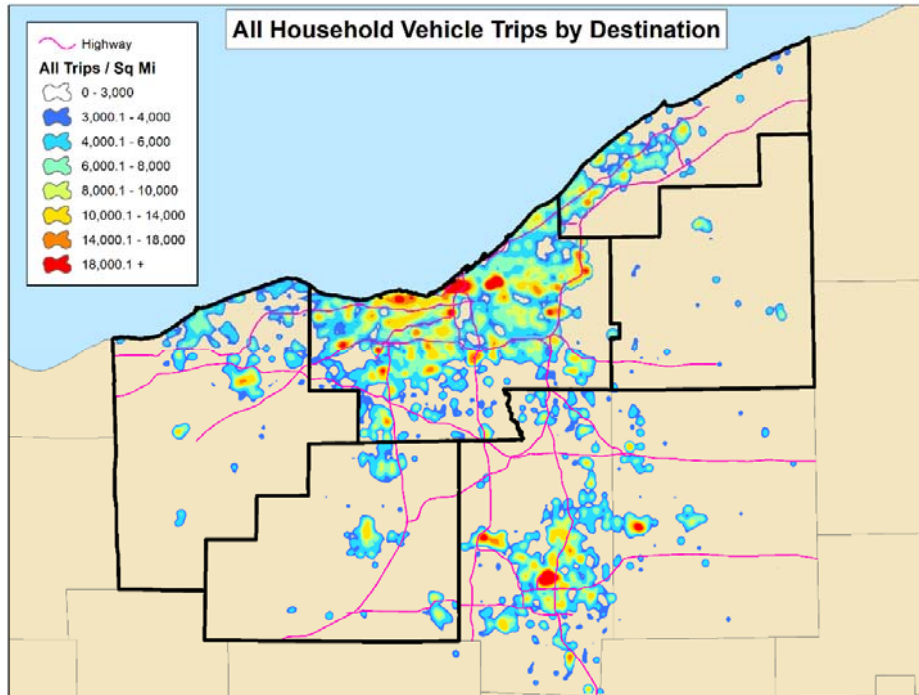 All Household Vehicle Trips by Destination
Highway
All Trips / Sq Mi
0 - 3,000
3,000.1 - 4,000
4,000.1 - 6,000
6,000.1 - 8,000
8,000.1 - 10,000
10,000.1 - 14,000
14,000.1 - 18,000
18,000.1 +